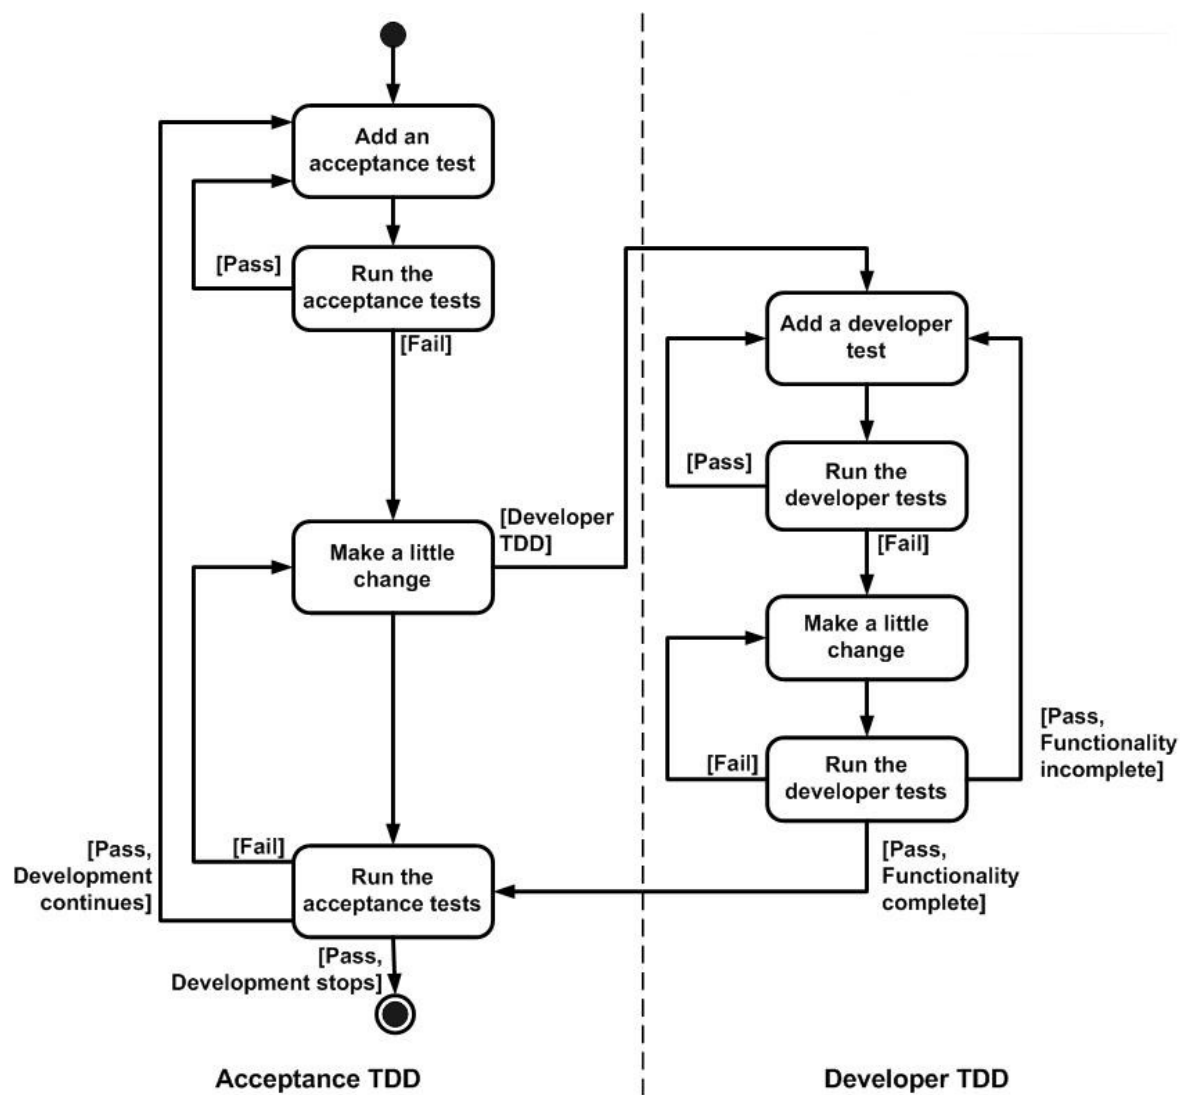 Add an
acceptance test
[Pass]
Run the
acceptance tests
[Fail]
Make a little
change
[Developer
TDD]
[Fail]
Run the
acceptance tests
[Pass,
Development
continues]
[Pass,
Development stops]
Acceptance TDD
Add a developer
test
[Pass]
Run the
developer tests
[Fail]
Make a little
change
[Fail]
Run the
developer tests
[Pass,
Functionality
incomplete]
[Pass,
Functionality
complete]
Developer TDD